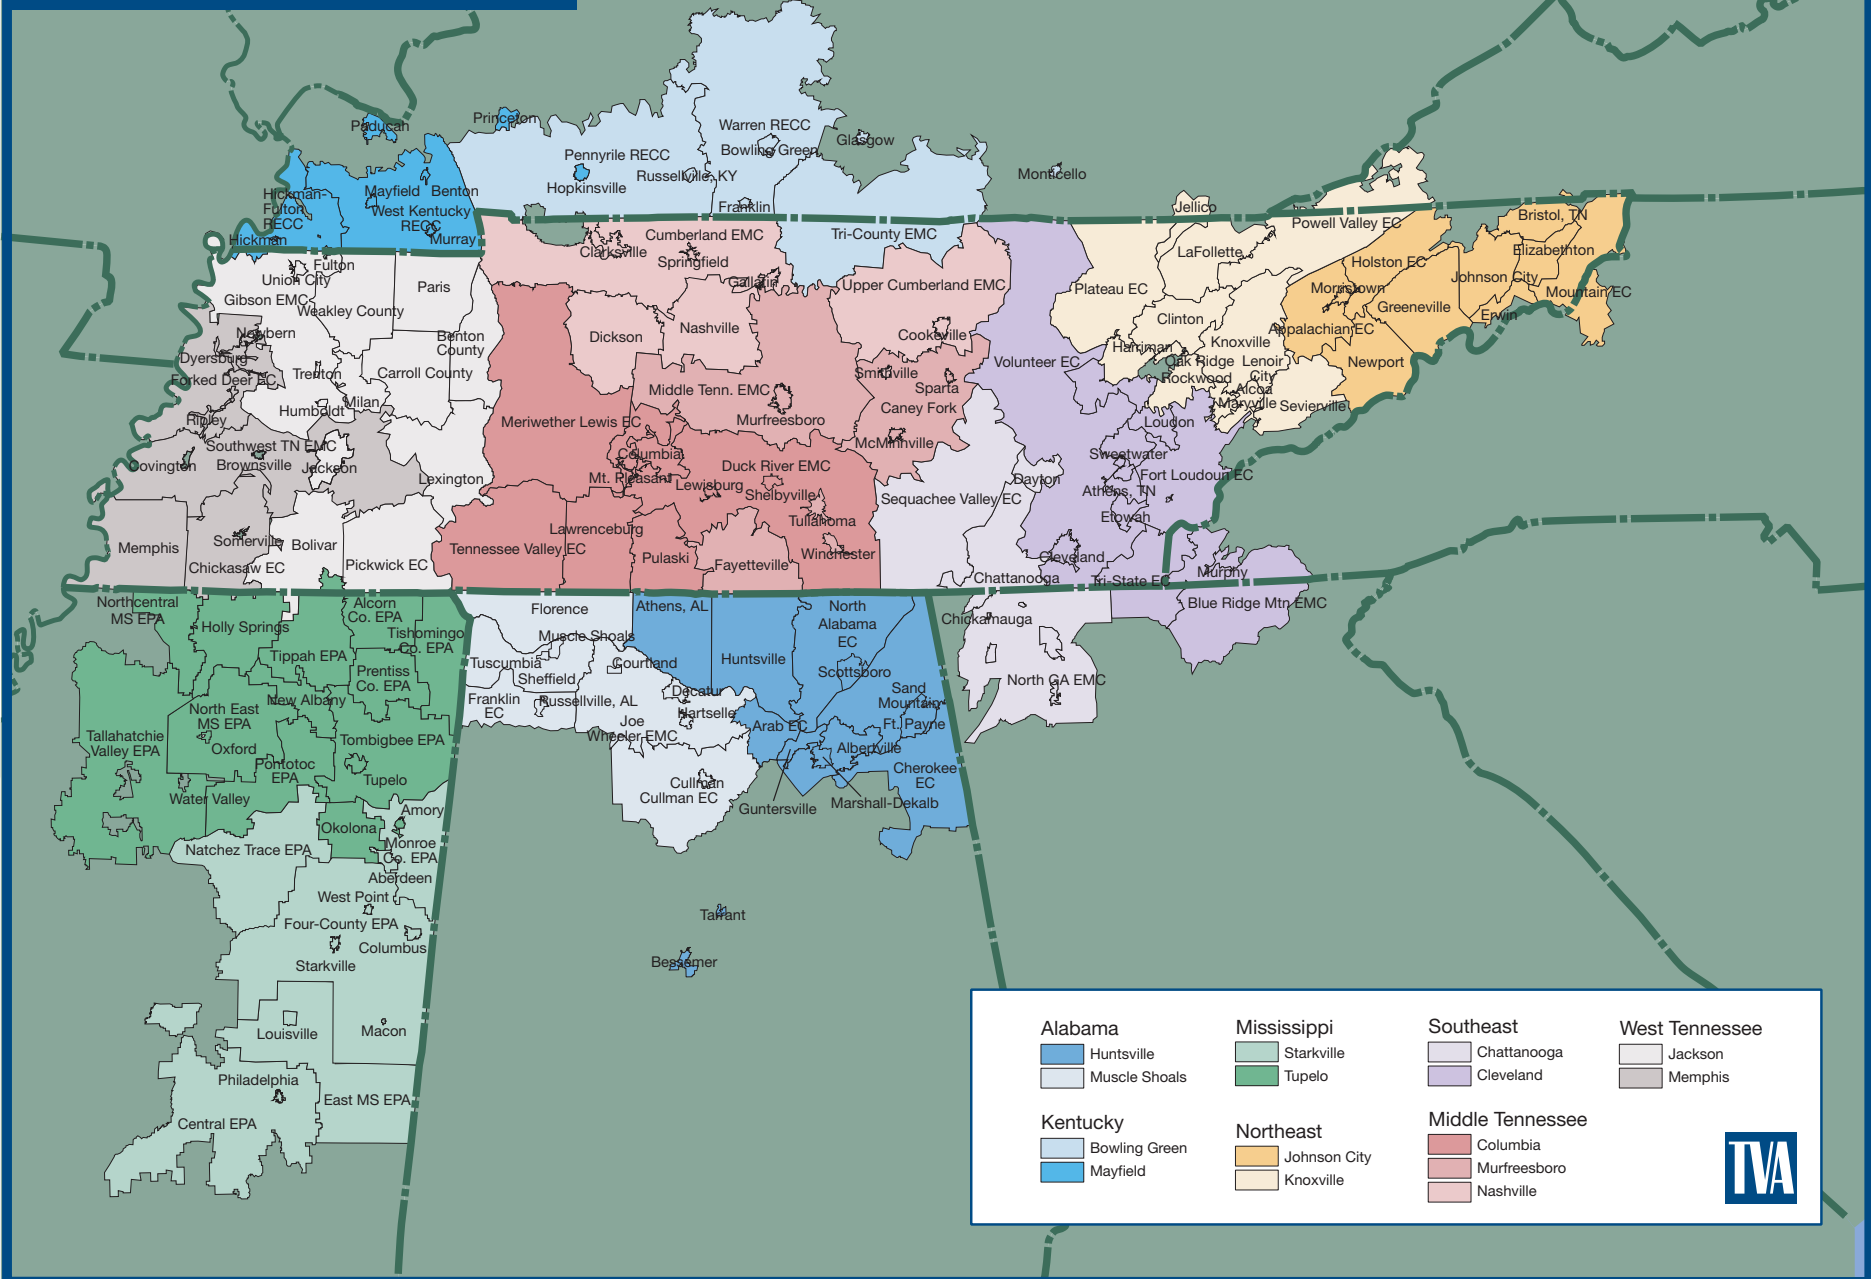 Paducah
Princeton
Warren RECC
Bowling Green
Glasgow
Pennyrile RECC
Russellville, KY
Hopkinsville
Franklin
Monticello
Mayfield
Benton
Hickman-
Fulton
RECC
West Kentucky
RECC
Hickman
Murray
Jellico
Powell Valley EC
Bristol, TN
Cumberland EMC
Tri-County EMC
Clarksville
Springfield
LaFollette
Elizabethton
Holston EC
Fulton
Union City
Gallatin
Upper Cumberland EMC
Johnson City
Paris
Plateau EC
Morristown
Mountain EC
Gibson EMC
Weakley County
Greeneville
Erwin
Clinton
Nashville
Appalachian EC
Newbern
Benton
County
Dickson
Cookeville
Harriman
Knoxville
Dyersburg
Volunteer EC
Oak Ridge
Lenoir
City
Newport
Forked Deer EC
Trenton
Carroll County
Smithville
Rockwood
Middle Tenn. EMC
Sparta
Alcoa
Milan
Humboldt
Caney Fork
Maryville
Sevierville
Ripley
Meriwether Lewis EC
Murfreesboro
Loudon
Southwest TN EMC
McMinnville
Columbia
Sweetwater
Covington
Brownsville
Jackson
Duck River EMC
Lexington
Mt. Pleasant
Lewisburg
Shelbyville
Dayton
Fort Loudoun EC
Sequachee Valley EC
Athens, TN
Etowah
Tullahoma
Lawrenceburg
Somerville
Bolivar
Memphis
Tennessee Valley EC
Winchester
Cleveland
Pulaski
Fayetteville
Chickasaw EC
Pickwick EC
Chattanooga
Tri-State EC
Murphy
Northcentral
MS EPA
Alcorn
Co. EPA
Florence
Athens, AL
North
Alabama
EC
Blue Ridge Mtn EMC
Chickamauga
Holly Springs
Tishomingo
Co. EPA
Muscle Shoals
Tippah EPA
Tuscumbia
Courtland
Huntsville
Prentiss
Co. EPA
Sheffield
Scottsboro
North GA EMC
New Albany
Franklin
EC
Russellville, AL
Decatur
Sand
Mountain
North East
MS EPA
Hartselle
Joe
Wheeler EMC
Arab EC
Ft. Payne
Tallahatchie
Valley EPA
Tombigbee EPA
Oxford
Albertville
Pontotoc
EPA
Tupelo
Cherokee
EC
Cullman
Cullman EC
Water Valley
Guntersville
Marshall-Dekalb
Amory
Okolona
Natchez Trace EPA
Monroe
Co. EPA
Aberdeen
West Point
Four-County EPA
Columbus
Tarrant
Starkville
Bessemer
Louisville
Macon
Philadelphia
East MS EPA
Central EPA
Alabama
Huntsville
Muscle Shoals
Kentucky
Bowling Green
Mayfield
Mississippi
Starkville
Tupelo
Northeast
Johnson City
Knoxville
Southeast
Chattanooga
Cleveland
Middle Tennessee
Columbia
Murfreesboro
Nashville
West Tennessee
Jackson
Memphis
TVA